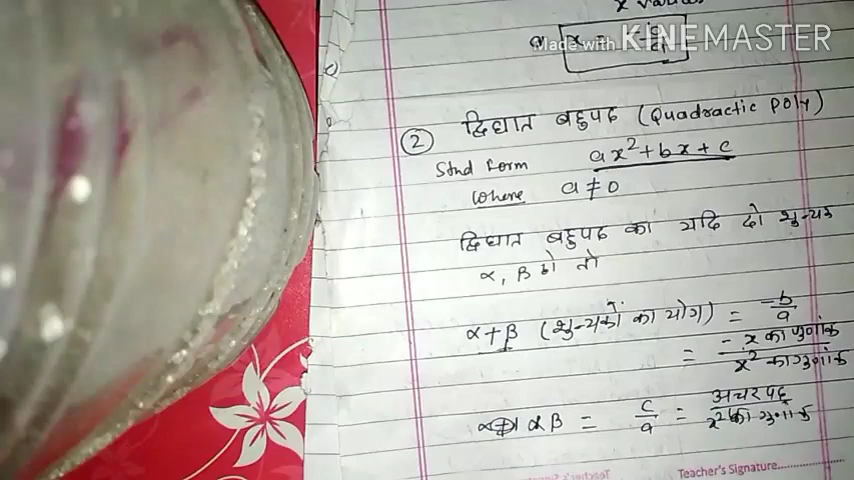 x
Made with KINEMASTER
② द्विघात बहुपद (Quadractic Poly)
Stnd Form ax²+bx+c
Where a ≠ 0
द्विघात बहुपद का यदि दो शुन्यक
α, β हो तो
α+β (शुन्यकों का योग) = -b/a
= -x का गुणांक / x² का गुणांक
αβ = c/a = अचर पद / x² का गुणांक
Teacher's Signature